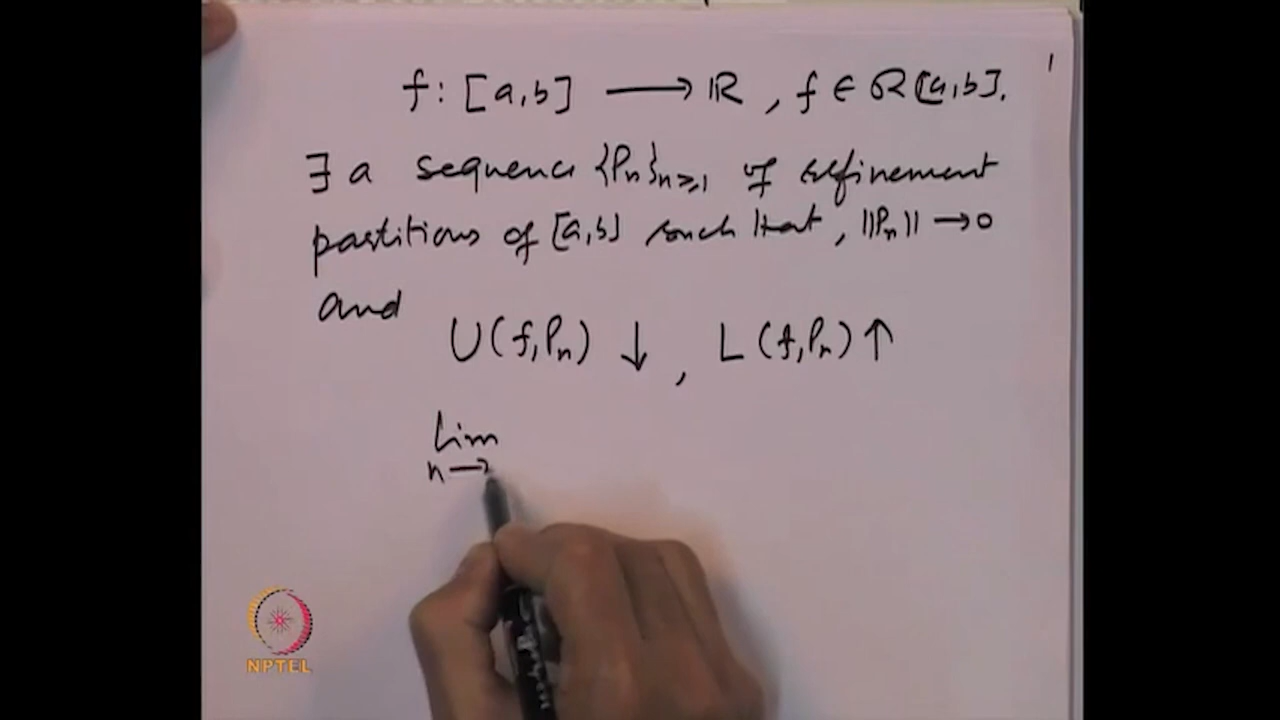 1
f : [a,b] ⟶ ℝ , f ∈ R[a,b].
∃ a sequence {Pₙ}ₙ≥₁ of refinement
partitions of [a,b] such that , ||Pₙ|| → 0
and
U(f,Pₙ) ↓ , L(f,Pₙ) ↑
lim
n →
NPTEL